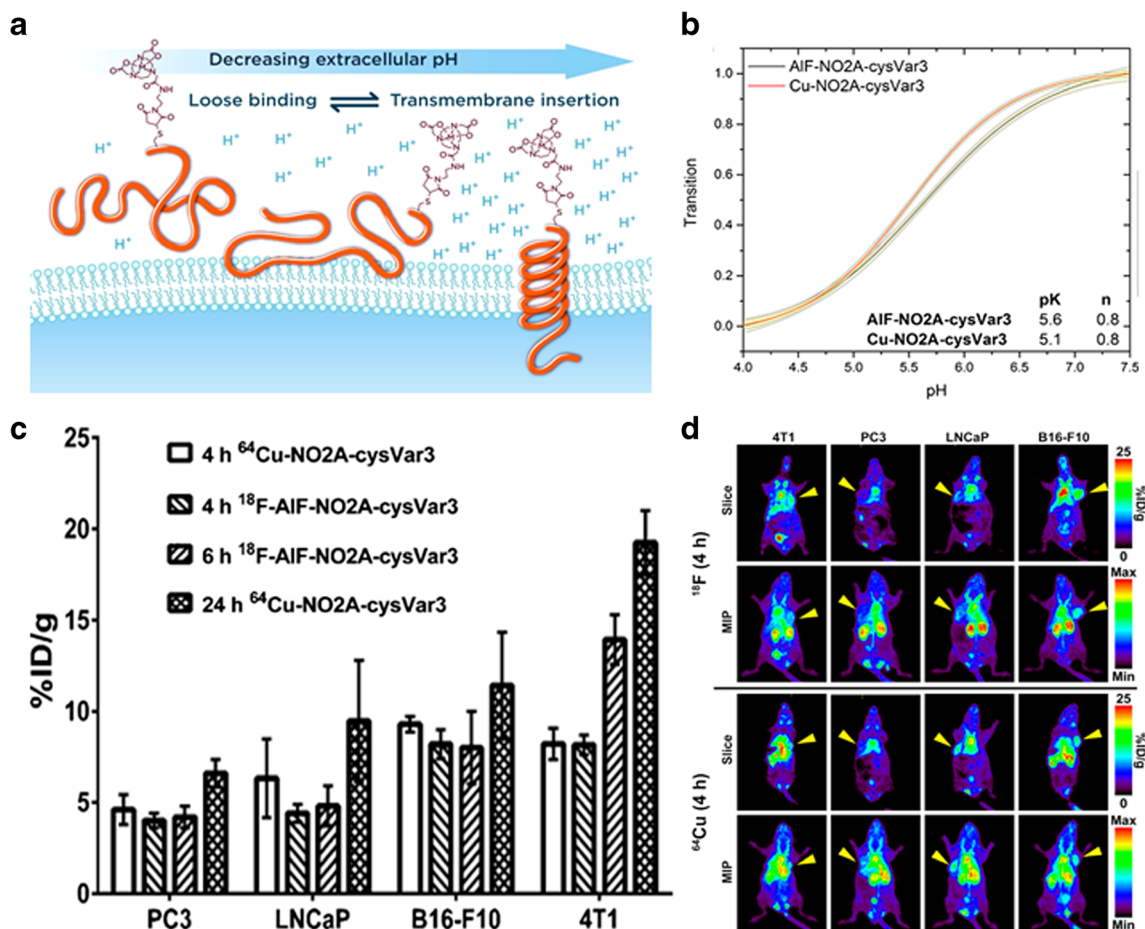 a
Decreasing extracellular pH
Loose binding ⇌ Transmembrane insertion
H⁺ H⁺ H⁺ H⁺ H⁺ H⁺ H⁺ H⁺ H⁺ H⁺
b
AlF-NO2A-cysVar3
Cu-NO2A-cysVar3
Transition
1.0
0.8
0.6
0.4
0.2
0.0
pK n
AlF-NO2A-cysVar3 5.6 0.8
Cu-NO2A-cysVar3 5.1 0.8
4.0 4.5 5.0 5.5 6.0 6.5 7.0 7.5
pH
c
%ID/g
25
20
15
10
5
0
4 h ⁶⁴Cu-NO2A-cysVar3
4 h ¹⁸F-AlF-NO2A-cysVar3
6 h ¹⁸F-AlF-NO2A-cysVar3
24 h ⁶⁴Cu-NO2A-cysVar3
PC3 LNCaP B16-F10 4T1
d
4T1 PC3 LNCaP B16-F10
¹⁸F (4 h)
Slice
25
%ID/g
0
MIP
Max
Min
⁶⁴Cu (4 h)
Slice
25
%ID/g
0
MIP
Max
Min